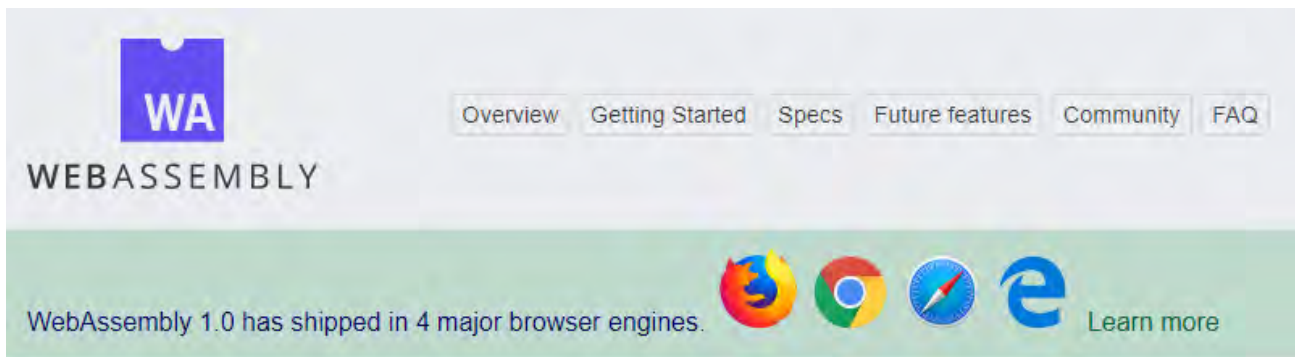 WA
WEBASSEMBLY
Overview Getting Started Specs Future features Community FAQ
WebAssembly 1.0 has shipped in 4 major browser engines. Learn more